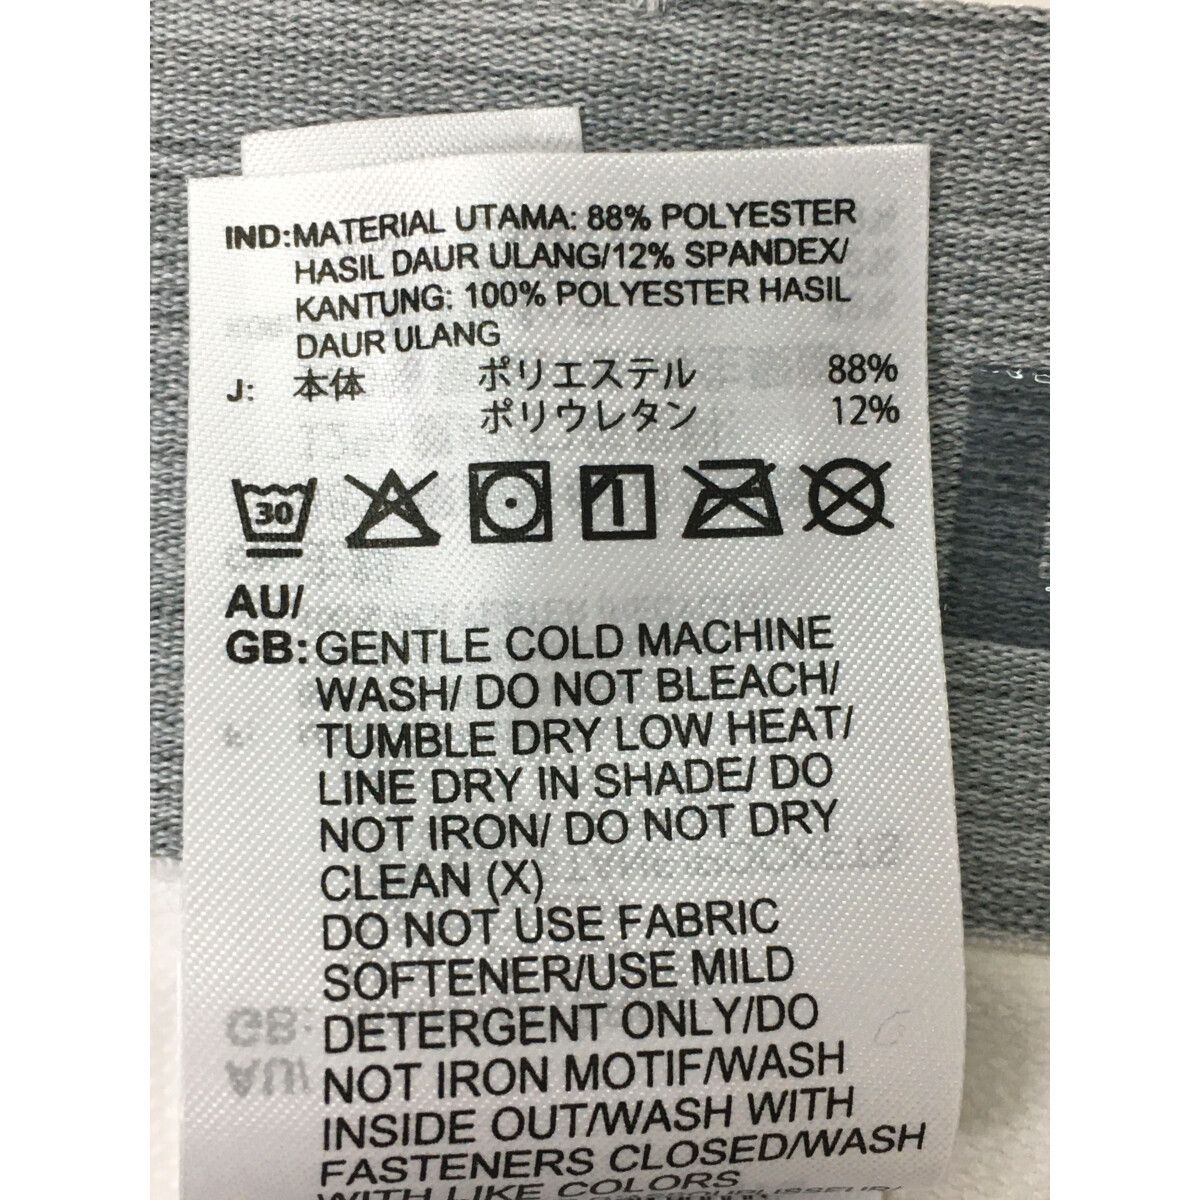 IND:MATERIAL UTAMA: 88% POLYESTER
HASIL DAUR ULANG/12% SPANDEX/
KANTUNG: 100% POLYESTER HASIL
DAUR ULANG
J: 本体 ポリエステル 88%
ポリウレタン 12%
30 1
AU/
GB: GENTLE COLD MACHINE
WASH/ DO NOT BLEACH/
TUMBLE DRY LOW HEAT/
LINE DRY IN SHADE/ DO
NOT IRON/ DO NOT DRY
CLEAN (X)
DO NOT USE FABRIC
SOFTENER/USE MILD
DETERGENT ONLY/DO
NOT IRON MOTIF/WASH
INSIDE OUT/WASH WITH
FASTENERS CLOSED/WASH
WITH LIKE COLORS